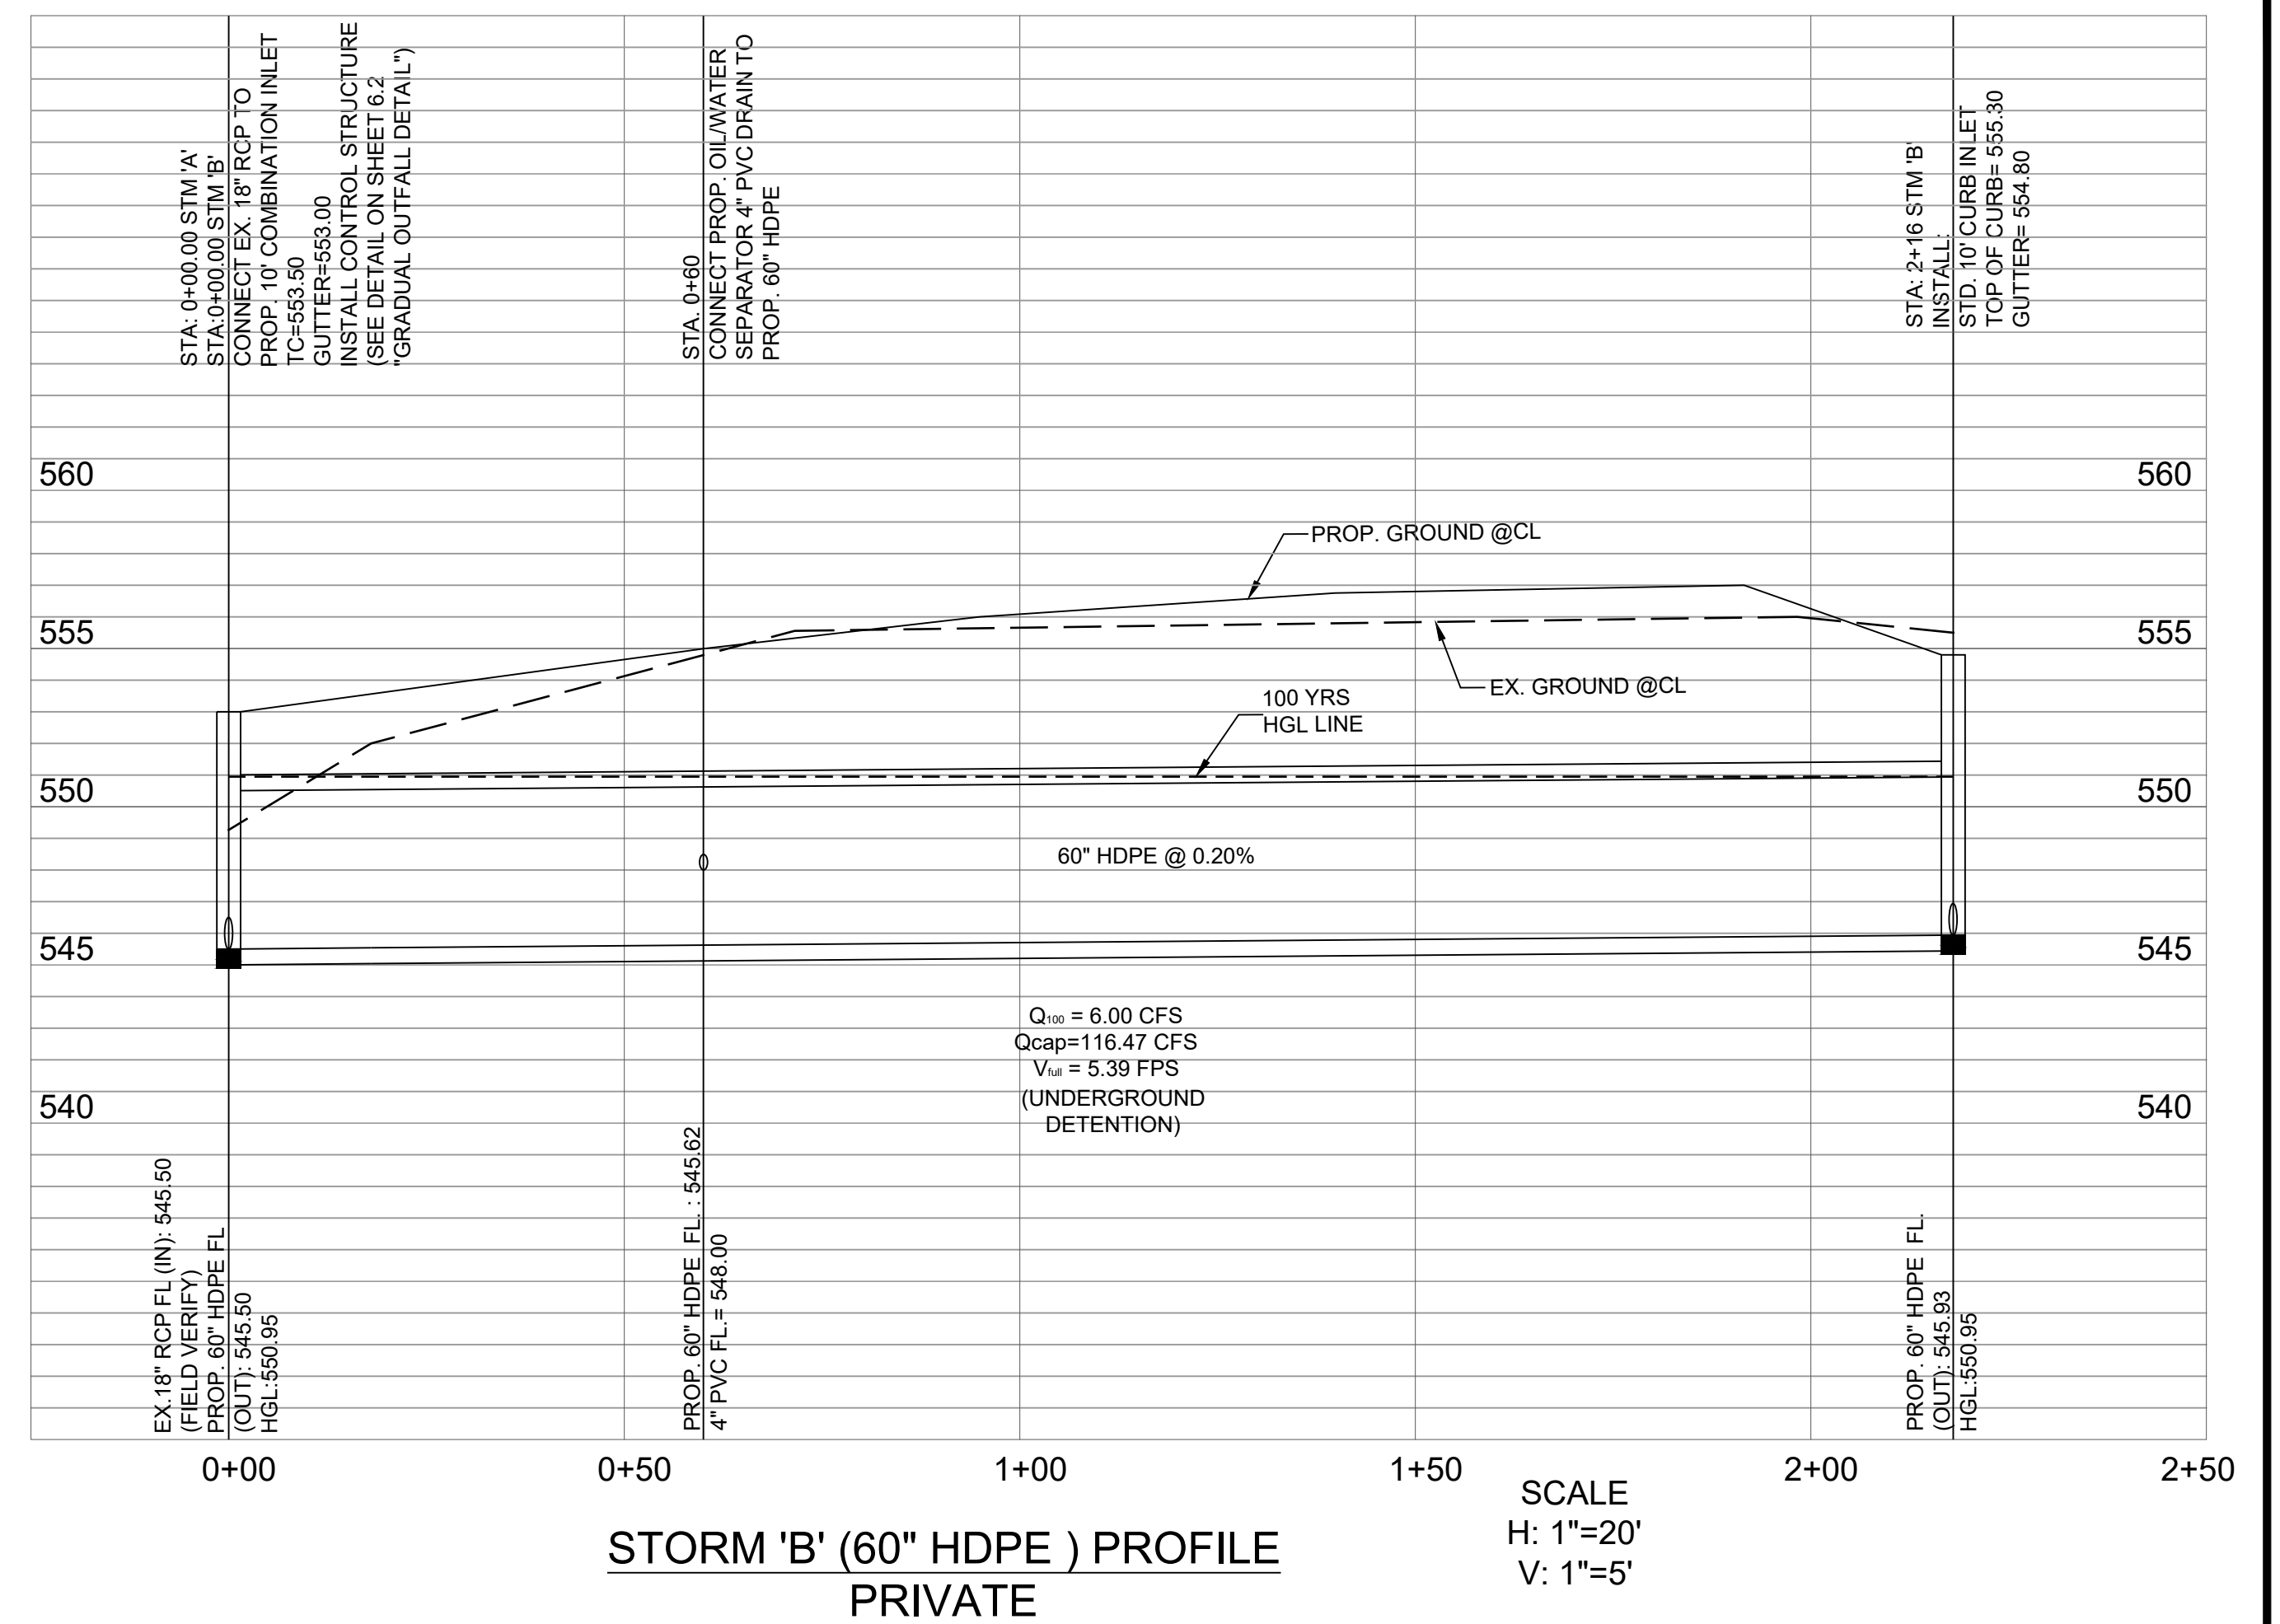 STA: 0+00.00 STM 'A'
STA:0+00.00 STM 'B'
CONNECT EX. 18" RCP TO
PROP. 10' COMBINATION INLET
TC=553.50
GUTTER=553.00
INSTALL CONTROL STRUCTURE
(SEE DETAIL ON SHEET 6.2
"GRADUAL OUTFALL DETAIL")
STA. 0+60
CONNECT PROP. OIL/WATER
SEPARATOR 4" PVC DRAIN TO
PROP. 60" HDPE
STA: 2+16 STM 'B'
INSTALL:
STD. 10' CURB INLET
TOP OF CURB= 555.30
GUTTER= 554.80
560
560
PROP. GROUND @CL
555
555
EX. GROUND @CL
100 YRS
HGL LINE
550
550
60" HDPE @ 0.20%
545
545
Q100 = 6.00 CFS
Qcap=116.47 CFS
Vfull = 5.39 FPS
(UNDERGROUND
DETENTION)
540
540
EX.18" RCP FL (IN): 545.50
(FIELD VERIFY)
PROP. 60" HDPE FL
(OUT): 545.50
HGL:550.95
PROP. 60" HDPE FL. : 545.62
4" PVC FL.= 548.00
PROP. 60" HDPE FL.
(OUT): 545.93
HGL:550.95
0+00
0+50
1+00
1+50
2+00
2+50
SCALE
H: 1"=20'
V: 1"=5'
STORM 'B' (60" HDPE ) PROFILE
PRIVATE